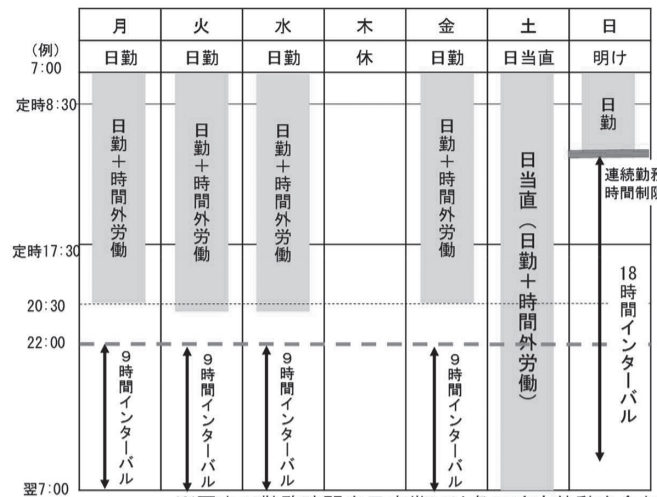 月 火 水 木 金 土 日
(例) 日勤 日勤 日勤 休 日勤 日当直 明け
7:00
定時8:30
日勤+時間外労働
日勤+時間外労働
日勤+時間外労働
日勤+時間外労働
日当直(日勤+時間外労働)
日勤
連続勤務
時間制限
定時17:30
18時間インターバル
20:30
22:00
9時間インターバル
9時間インターバル
9時間インターバル
9時間インターバル
翌7:00